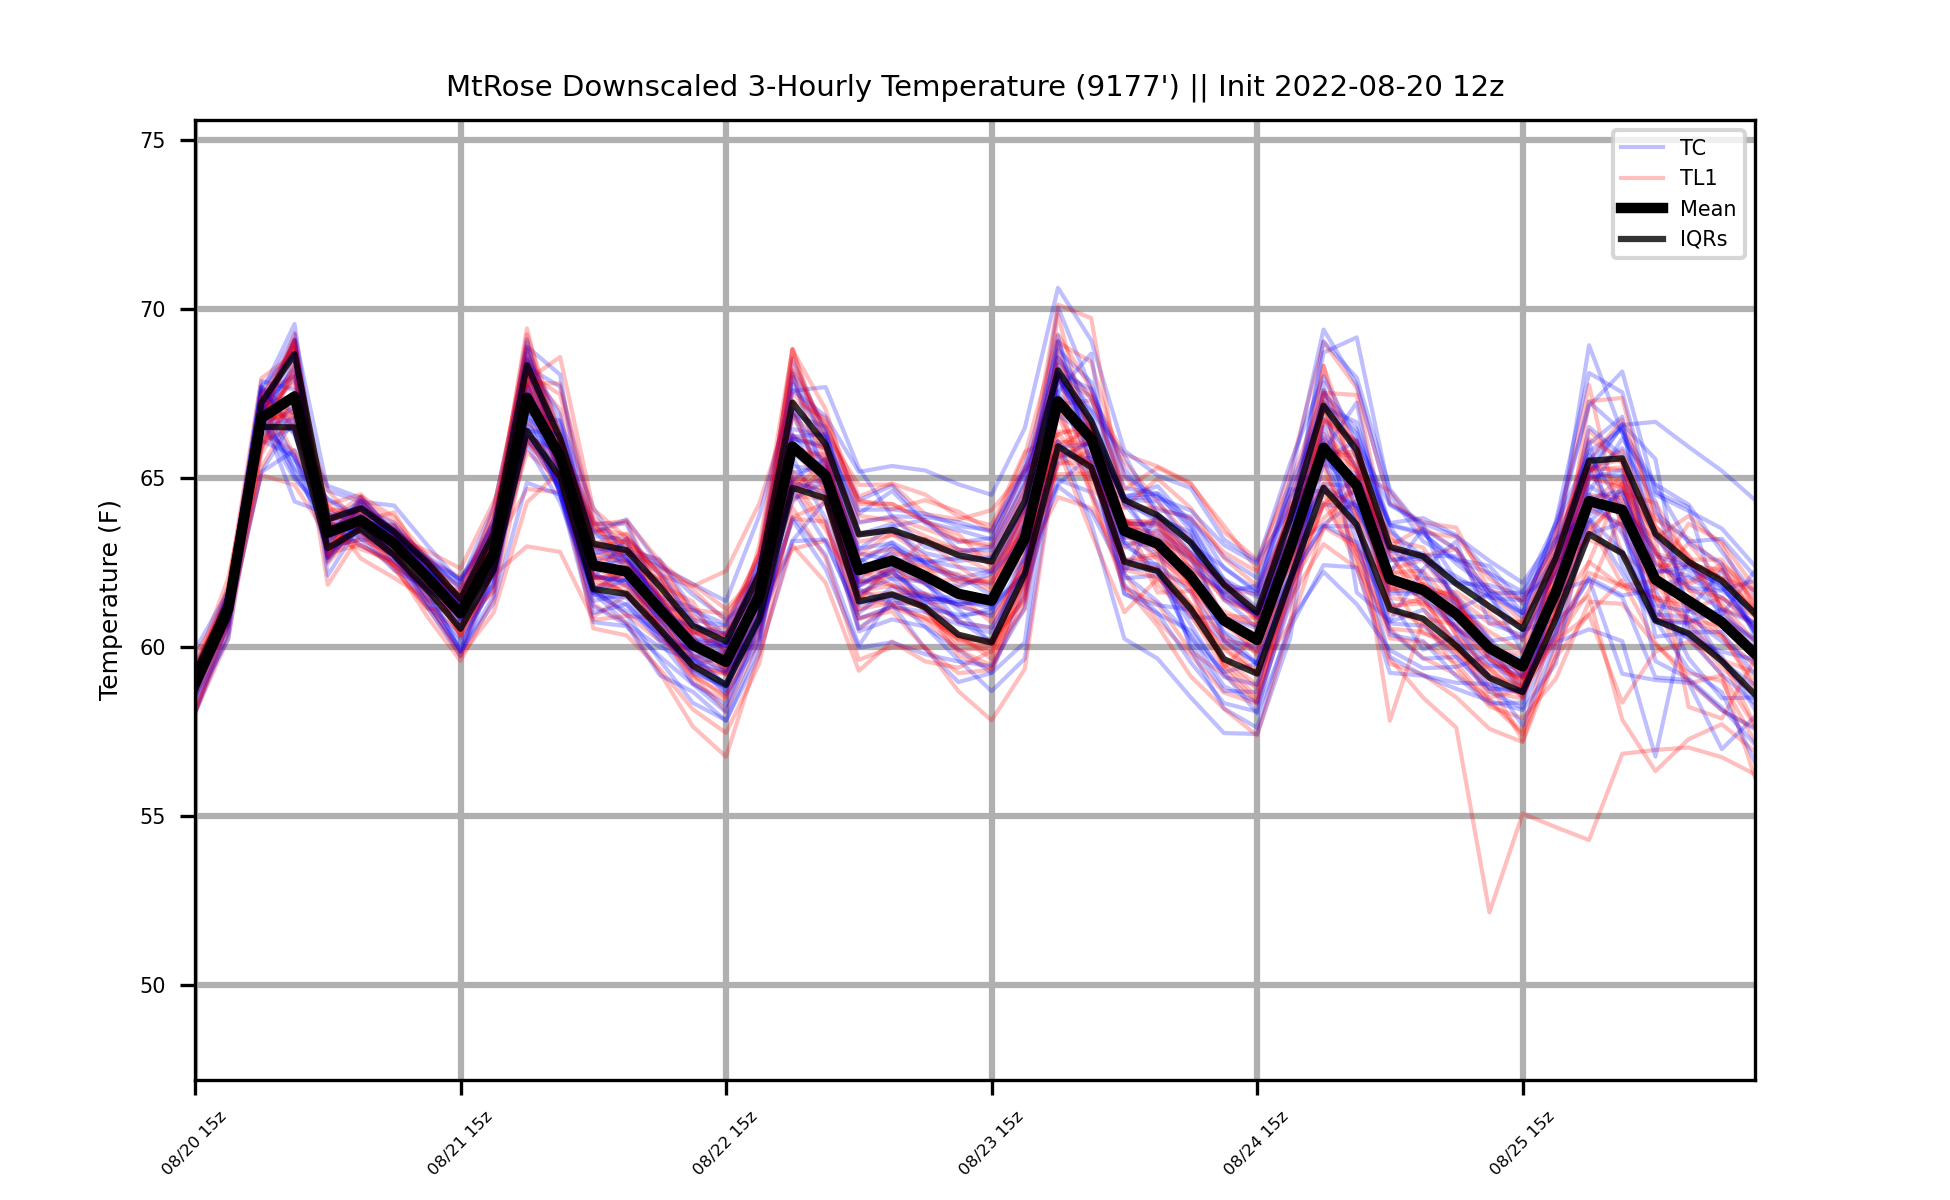 MtRose Downscaled 3-Hourly Temperature (9177') || Init 2022-08-20 12z
75
70
65
60
55
50
Temperature (F)
TC
TL1
Mean
IQRs
08/20 15z
08/21 15z
08/22 15z
08/23 15z
08/24 15z
08/25 15z